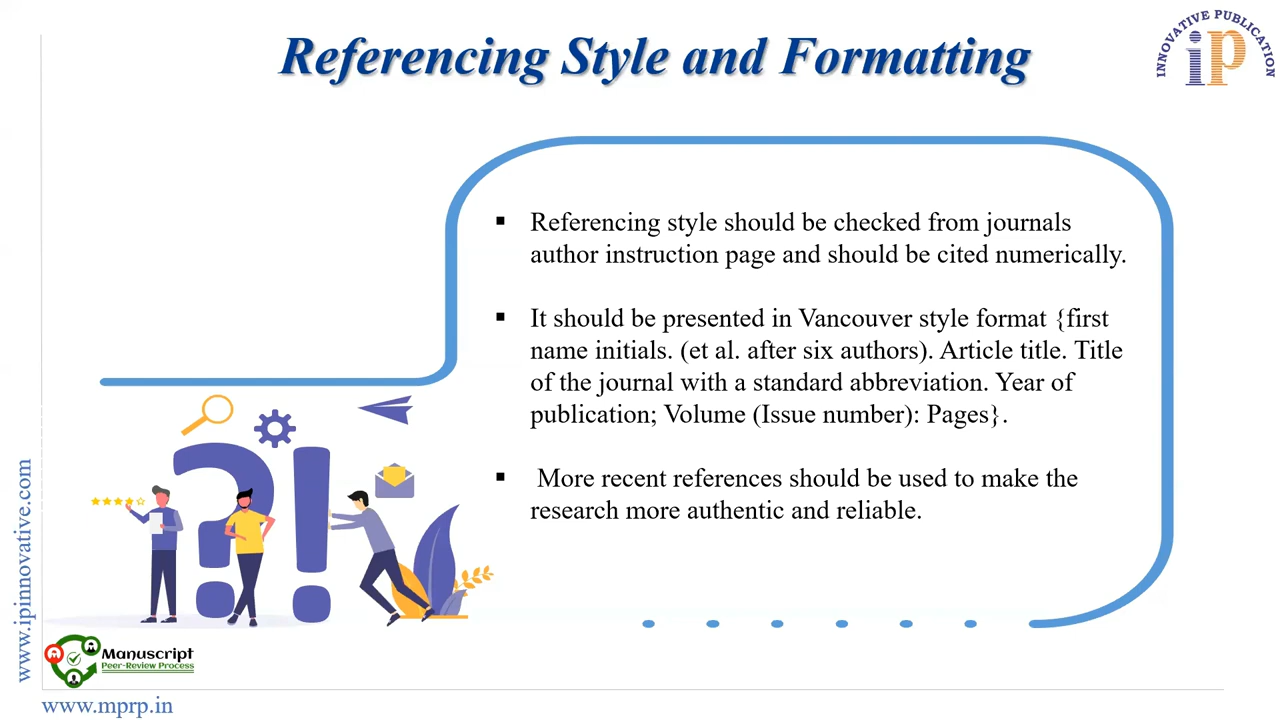 Referencing Style and Formatting
INNOVATIVE PUBLICATION
ip
▪ Referencing style should be checked from journals
author instruction page and should be cited numerically.
▪ It should be presented in Vancouver style format {first
name initials. (et al. after six authors). Article title. Title
of the journal with a standard abbreviation. Year of
publication; Volume (Issue number): Pages}.
▪ More recent references should be used to make the
research more authentic and reliable.
?!
www.ipinnovative.com
Manuscript
Peer-Review Process
www.mprp.in